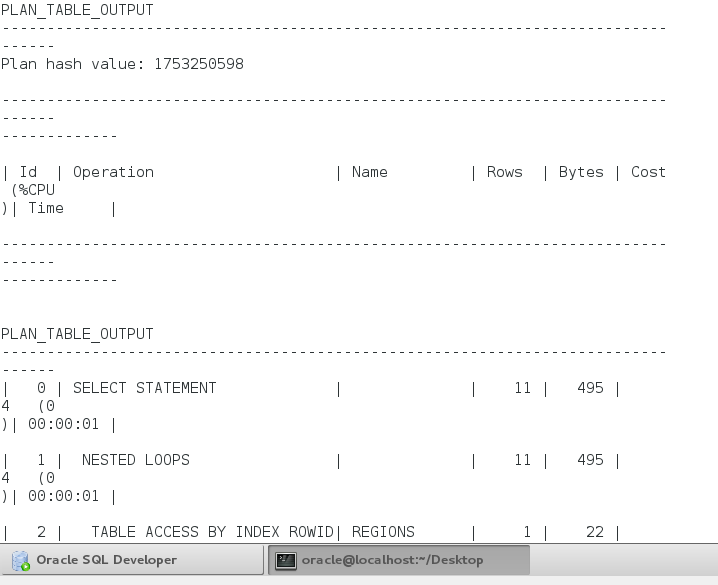 PLAN_TABLE_OUTPUT
--------------------------------------------------------------------------
------
Plan hash value: 1753250598
--------------------------------------------------------------------------
------
-------------
| Id  | Operation                    | Name         | Rows  | Bytes | Cost
 (%CPU
)| Time     |
--------------------------------------------------------------------------
------
-------------
PLAN_TABLE_OUTPUT
--------------------------------------------------------------------------
------
|   0 | SELECT STATEMENT             |              |    11 |   495 |
4   (0
)| 00:00:01 |
|   1 |  NESTED LOOPS                |              |    11 |   495 |
4   (0
)| 00:00:01 |
|   2 |   TABLE ACCESS BY INDEX ROWID| REGIONS      |     1 |    22 |
Oracle SQL Developer
oracle@localhost:~/Desktop